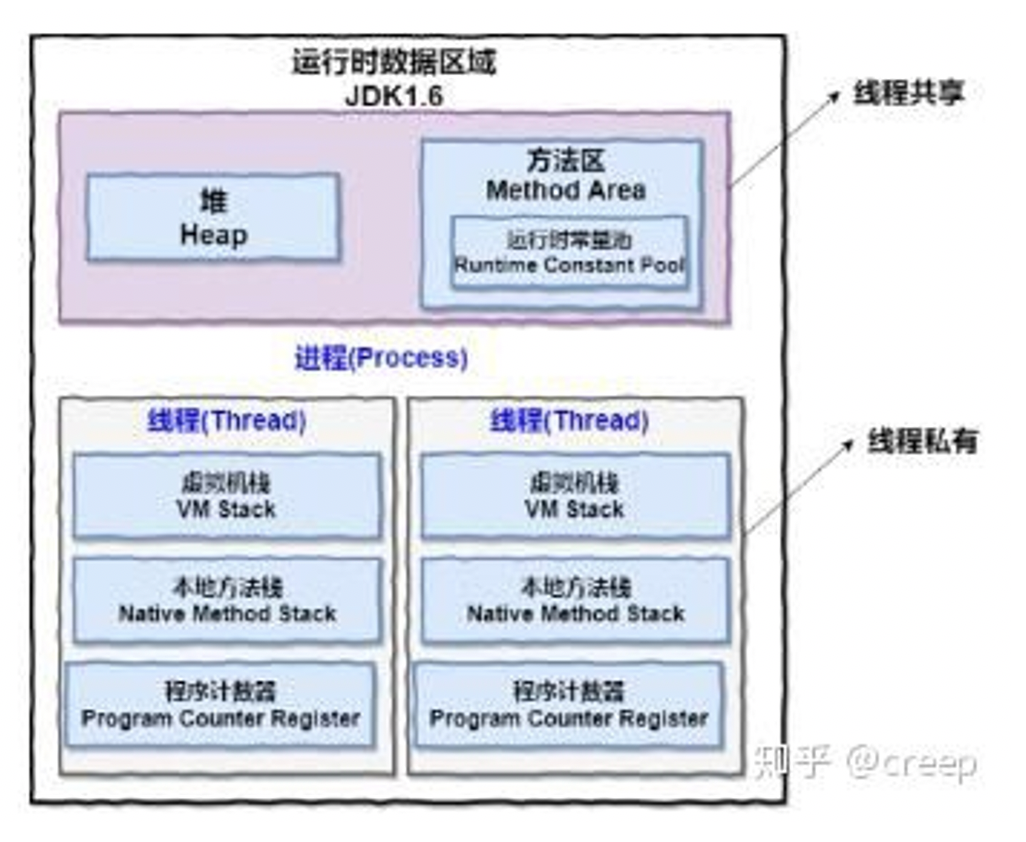 运行时数据区域
JDK1.6
线程共享
堆
Heap
方法区
Method Area
运行时常量池
Runtime Constant Pool
进程(Process)
线程(Thread)
虚拟机栈
VM Stack
本地方法栈
Native Method Stack
程序计数器
Program Counter Register
线程(Thread)
虚拟机栈
VM Stack
本地方法栈
Native Method Stack
程序计数器
Program Counter Register
线程私有
知乎 @creep